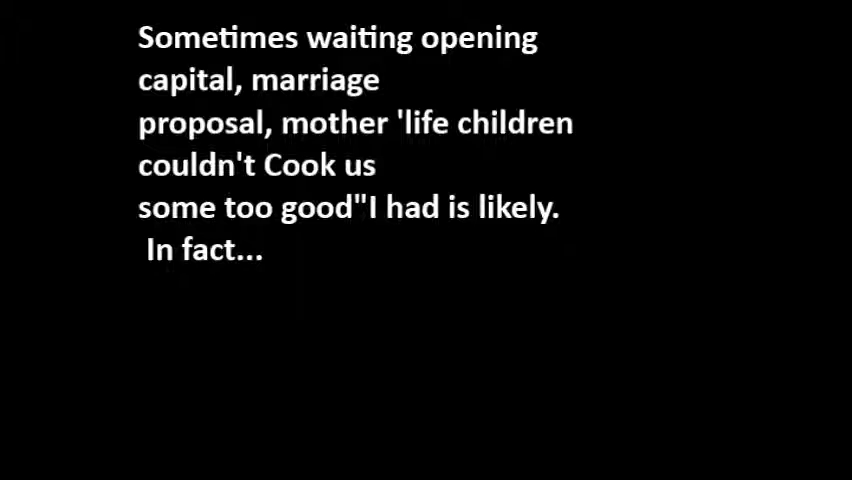 Sometimes waiting opening
capital, marriage
proposal, mother 'life children
couldn't Cook us
some too good"I had is likely.
In fact...